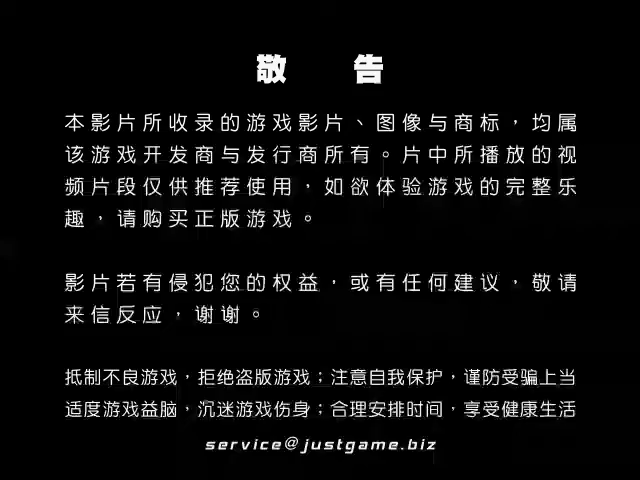 敬 告
本影片所收录的游戏影片、图像与商标，均属
该游戏开发商与发行商所有。片中所播放的视
频片段仅供推荐使用，如欲体验游戏的完整乐
趣，请购买正版游戏。
影片若有侵犯您的权益，或有任何建议，敬请
来信反应，谢谢。
抵制不良游戏，拒绝盗版游戏；注意自我保护，谨防受骗上当
适度游戏益脑，沉迷游戏伤身；合理安排时间，享受健康生活
service@justgame.biz